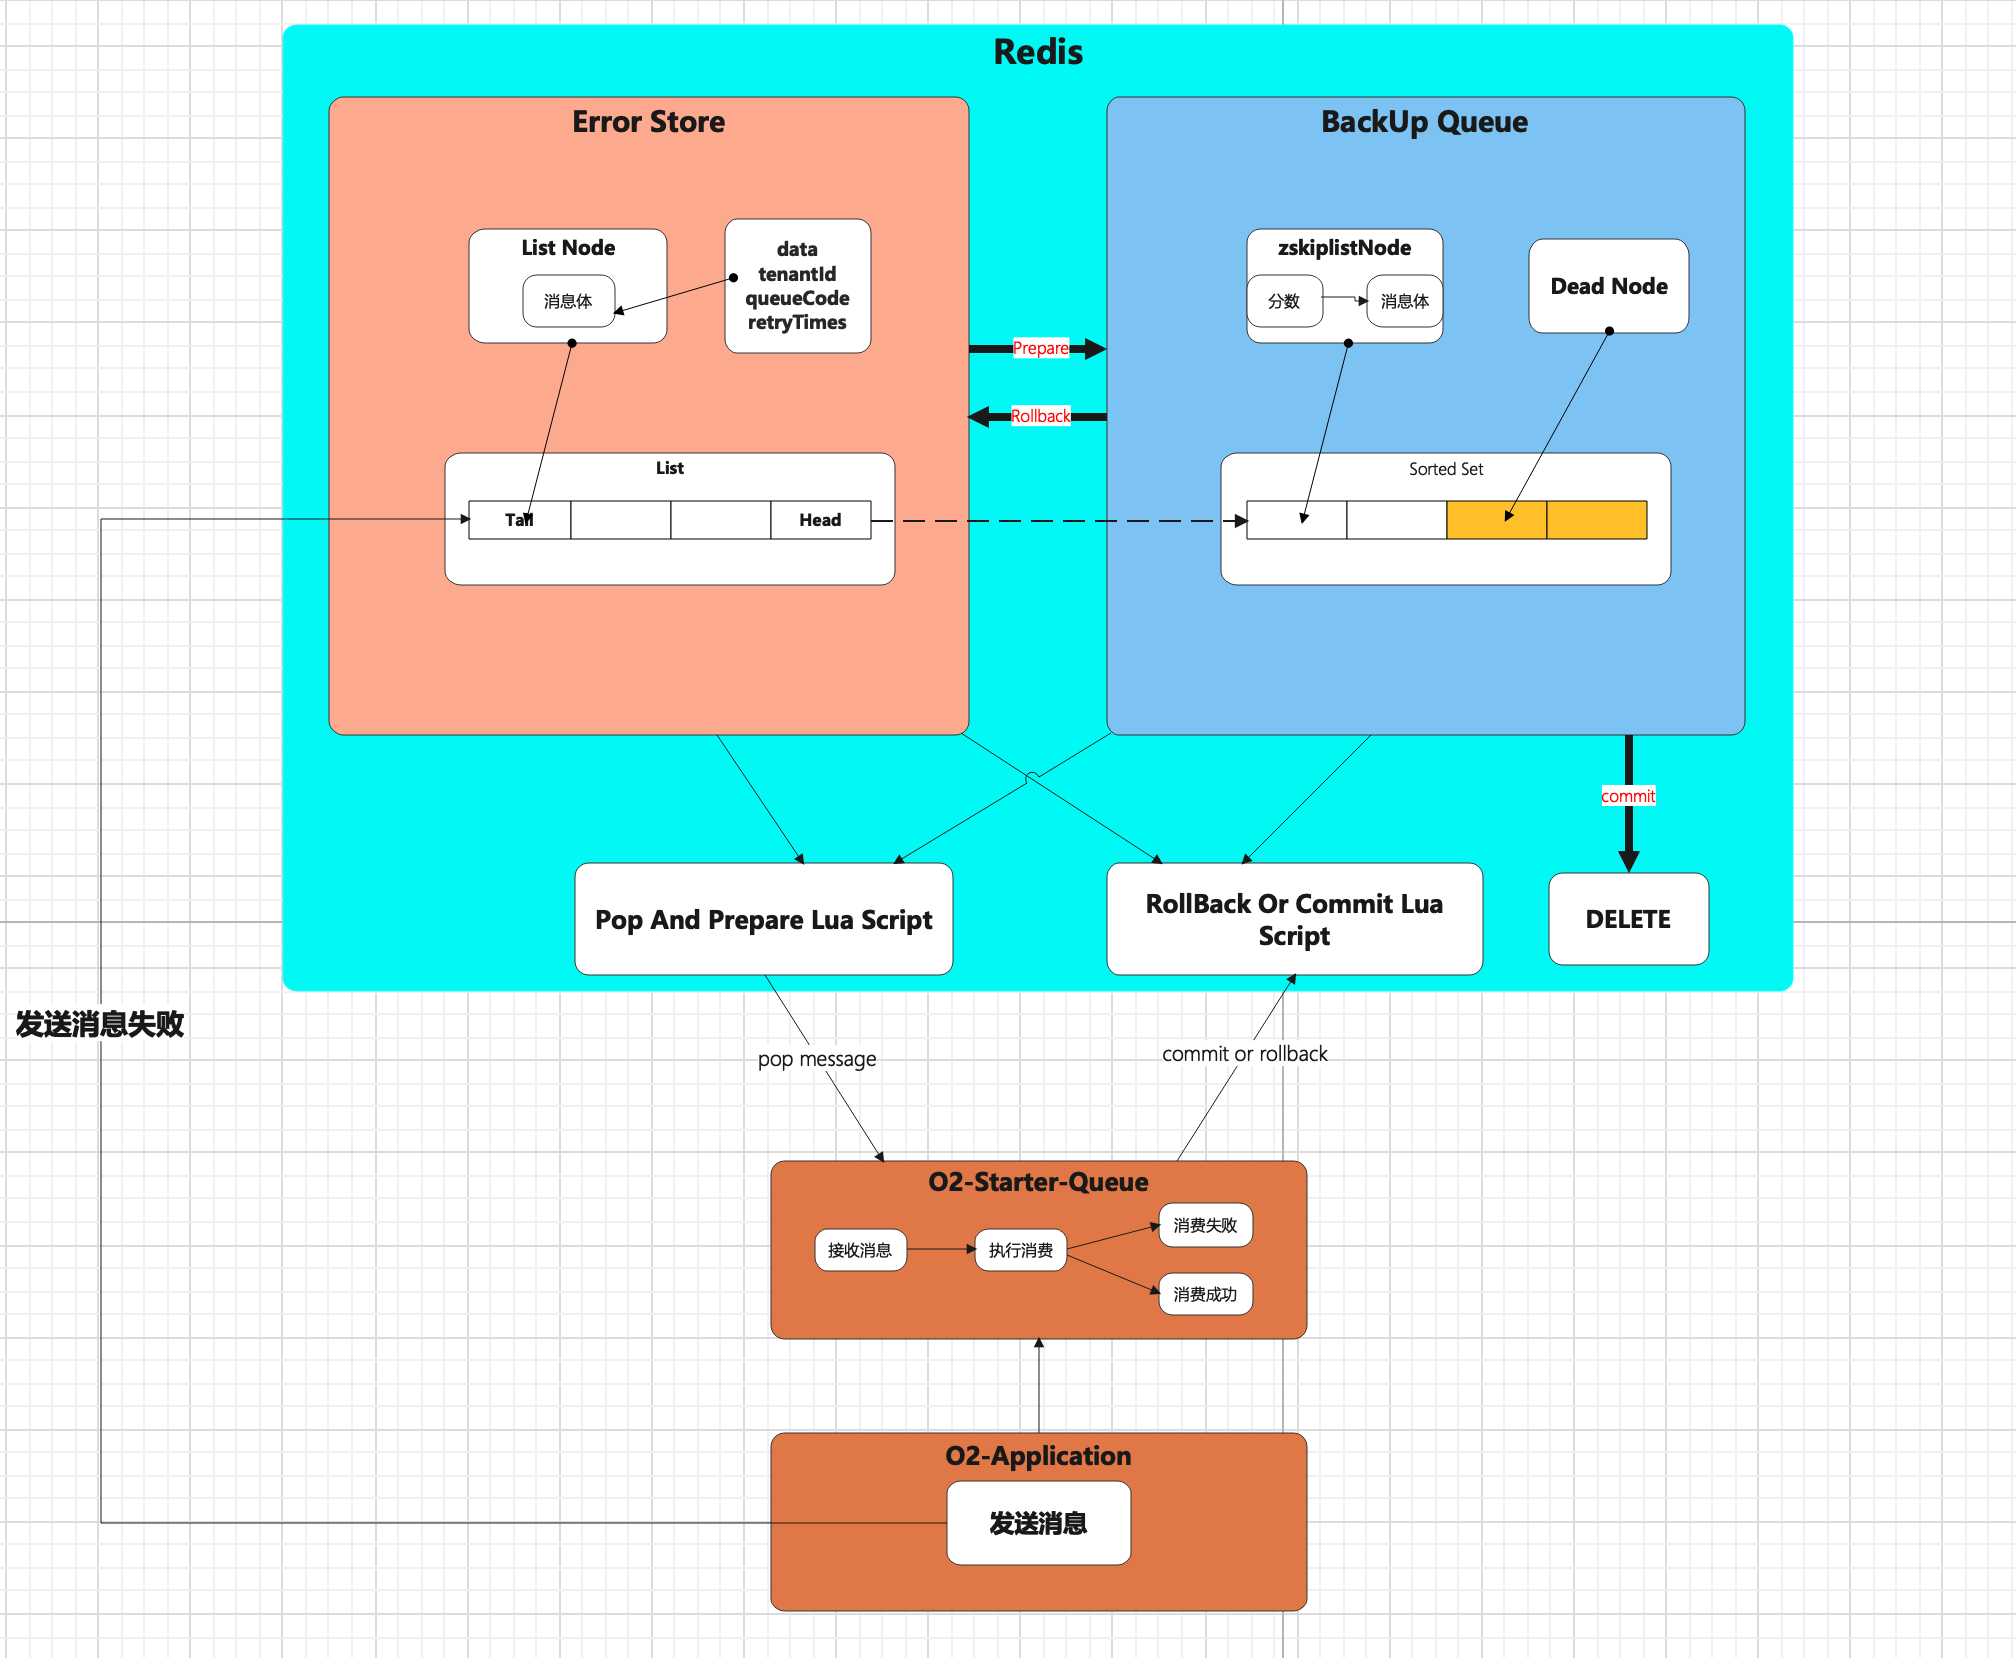 Redis
Error Store
List Node
消息体
data
tenantId
queueCode
retryTimes
List
Tail
Head
Prepare
Rollback
BackUp Queue
zskiplistNode
分数
消息体
Dead Node
Sorted Set
commit
Pop And Prepare Lua Script
RollBack Or Commit Lua
Script
DELETE
发送消息失败
pop message
commit or rollback
O2-Starter-Queue
接收消息
执行消费
消费失败
消费成功
O2-Application
发送消息